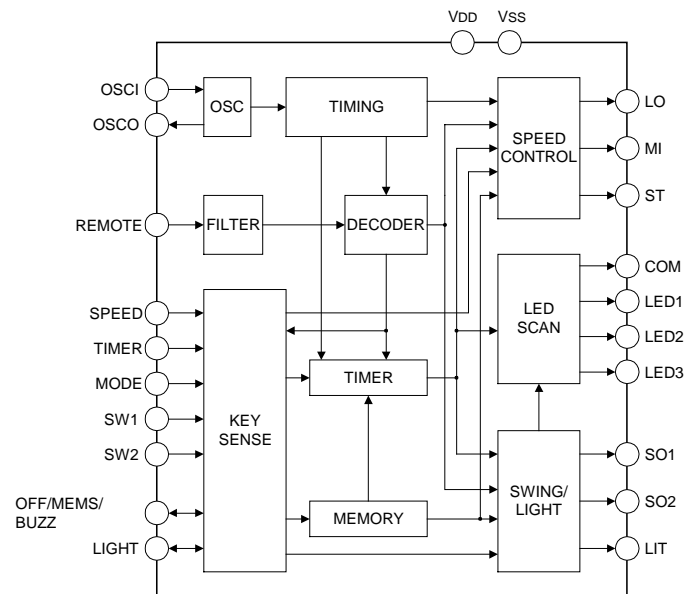 VDD
VSS
OSCI
OSCO
OSC
TIMING
SPEED
CONTROL
LO
MI
ST
REMOTE
FILTER
DECODER
COM
LED1
LED2
LED3
LED
SCAN
SPEED
TIMER
MODE
SW1
SW2
OFF/MEMS/
BUZZ
LIGHT
KEY
SENSE
TIMER
MEMORY
SWING/
LIGHT
SO1
SO2
LIT